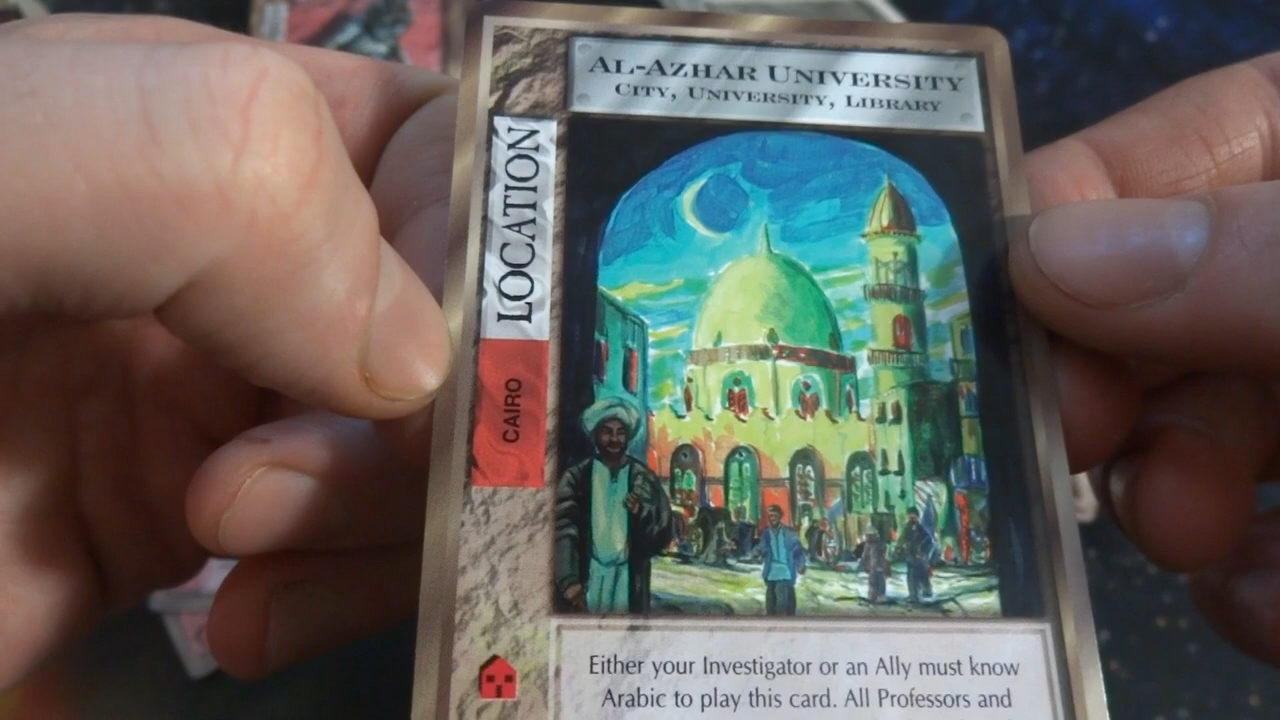 AL-AZHAR UNIVERSITY
CITY, UNIVERSITY, LIBRARY
LOCATION
CAIRO
Either your Investigator or an Ally must know
Arabic to play this card. All Professors and